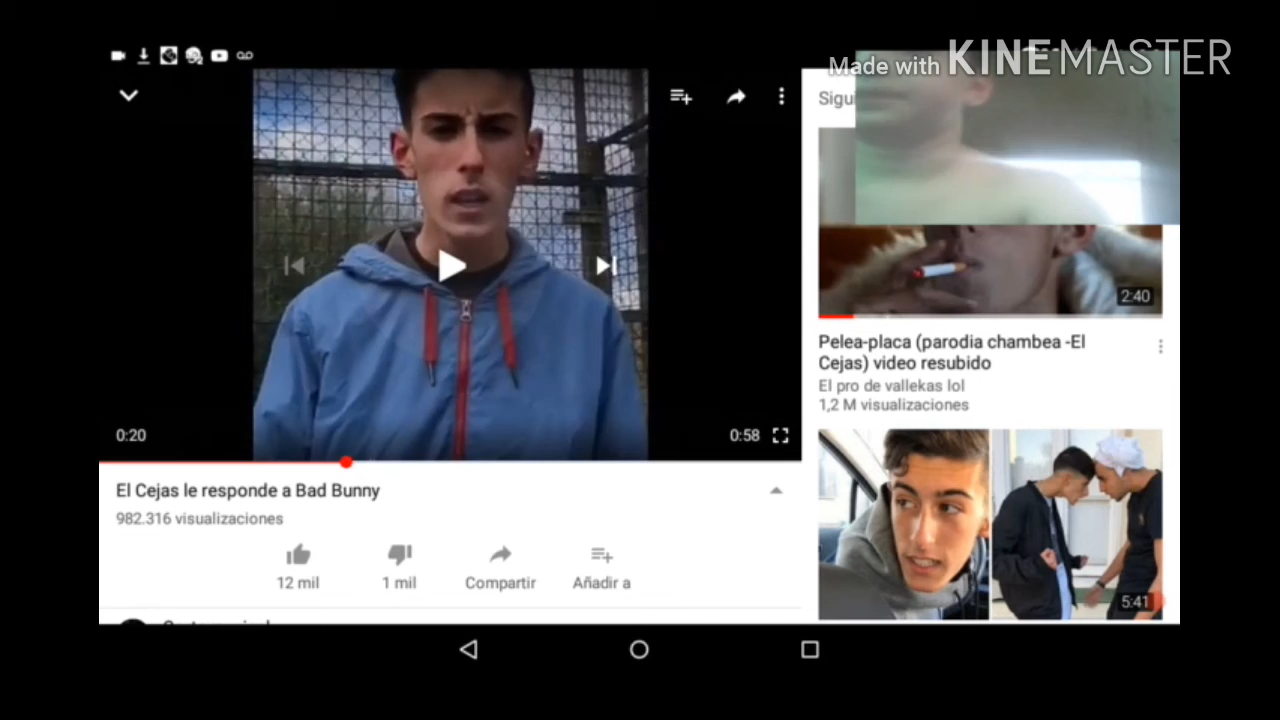 Made with KINEMASTER
Sigui
0:20
0:58
El Cejas le responde a Bad Bunny
982.316 visualizaciones
12 mil
1 mil
Compartir
Añadir a
2:40
Pelea-placa (parodia chambea -El
Cejas) video resubido
El pro de vallekas lol
1,2 M visualizaciones
5:41